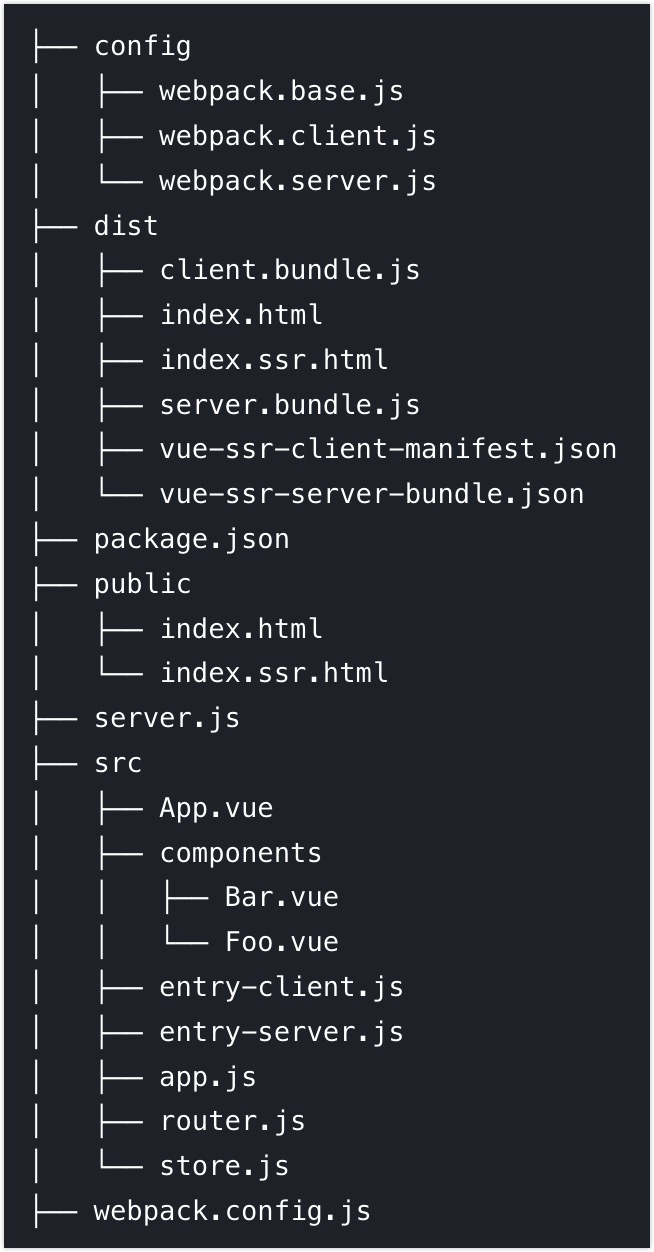 ├── config
│   ├── webpack.base.js
│   ├── webpack.client.js
│   └── webpack.server.js
├── dist
│   ├── client.bundle.js
│   ├── index.html
│   ├── index.ssr.html
│   ├── server.bundle.js
│   ├── vue-ssr-client-manifest.json
│   └── vue-ssr-server-bundle.json
├── package.json
├── public
│   ├── index.html
│   └── index.ssr.html
├── server.js
├── src
│   ├── App.vue
│   ├── components
│   │   ├── Bar.vue
│   │   └── Foo.vue
│   ├── entry-client.js
│   ├── entry-server.js
│   ├── app.js
│   ├── router.js
│   └── store.js
├── webpack.config.js